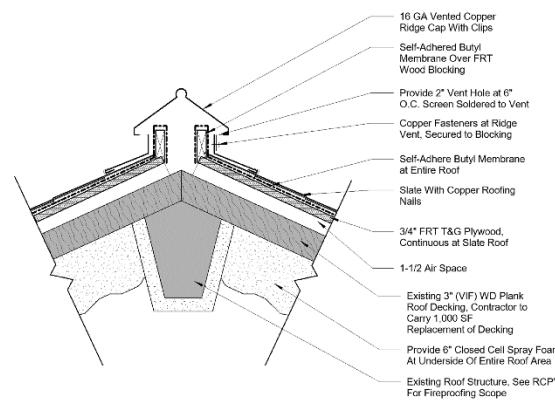 16 GA Vented Copper
Ridge Cap With Clips
Self-Adhered Butyl
Membrane Over FRT
Wood Blocking
Provide 2" Vent Hole at 6"
O.C. Screen Soldered to Vent
Copper Fasteners at Ridge
Vent, Secured to Blocking
Self-Adhere Butyl Membrane
at Entire Roof
Slate With Copper Roofing
Nails
3/4" FRT T&G Plywood,
Continuous at Slate Roof
1-1/2 Air Space
Existing 3" (VIF) WD Plank
Roof Decking, Contractor to
Carry 1,000 SF
Replacement of Decking
Provide 6" Closed Cell Spray Foam
At Underside Of Entire Roof Area
Existing Roof Structure, See RCP'
For Fireproofing Scope